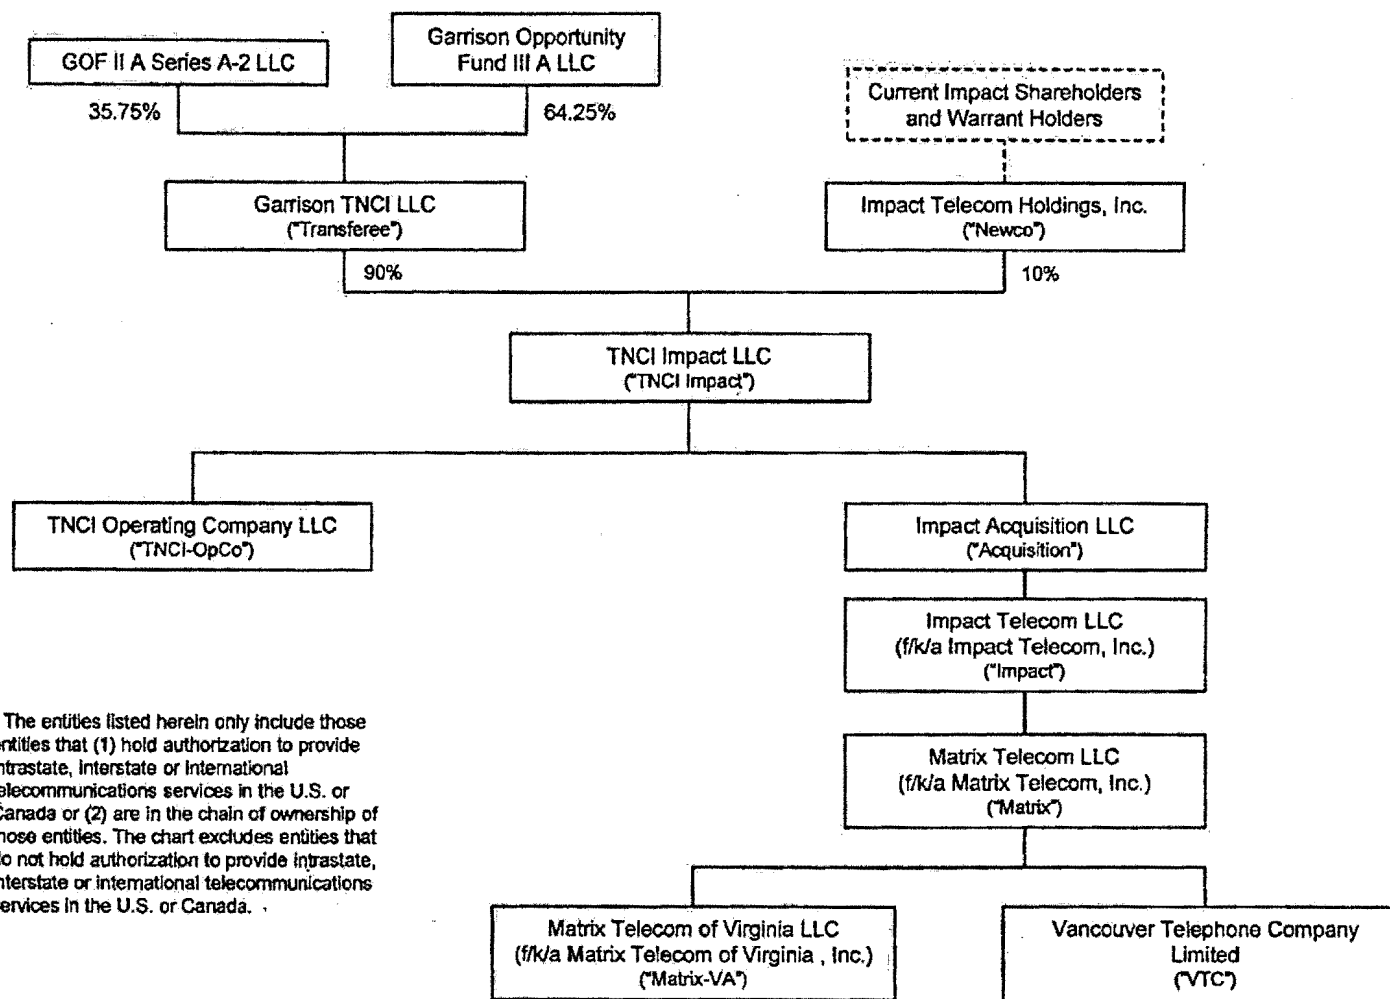 GOF II A Series A-2 LLC
Garrison Opportunity
Fund III A LLC
35.75%
64.25%
Current Impact Shareholders
and Warrant Holders
Garrison TNCI LLC
("Transferee")
Impact Telecom Holdings, Inc.
("Newco")
90%
10%
TNCI Impact LLC
("TNCI Impact")
TNCI Operating Company LLC
("TNCI-OpCo")
Impact Acquisition LLC
("Acquisition")
Impact Telecom LLC
(f/k/a Impact Telecom, Inc.)
("Impact")
Matrix Telecom LLC
(f/k/a Matrix Telecom, Inc.)
("Matrix")
The entities listed herein only include those
entities that (1) hold authorization to provide
ntrastate, interstate or international
elecommunications services in the U.S. or
Canada or (2) are in the chain of ownership of
hose entities. The chart excludes entities that
do not hold authorization to provide intrastate,
nterstate or international telecommunications
ervices in the U.S. or Canada.
Matrix Telecom of Virginia LLC
(f/k/a Matrix Telecom of Virginia , Inc.)
("Matrix-VA")
Vancouver Telephone Company
Limited
("VTC")